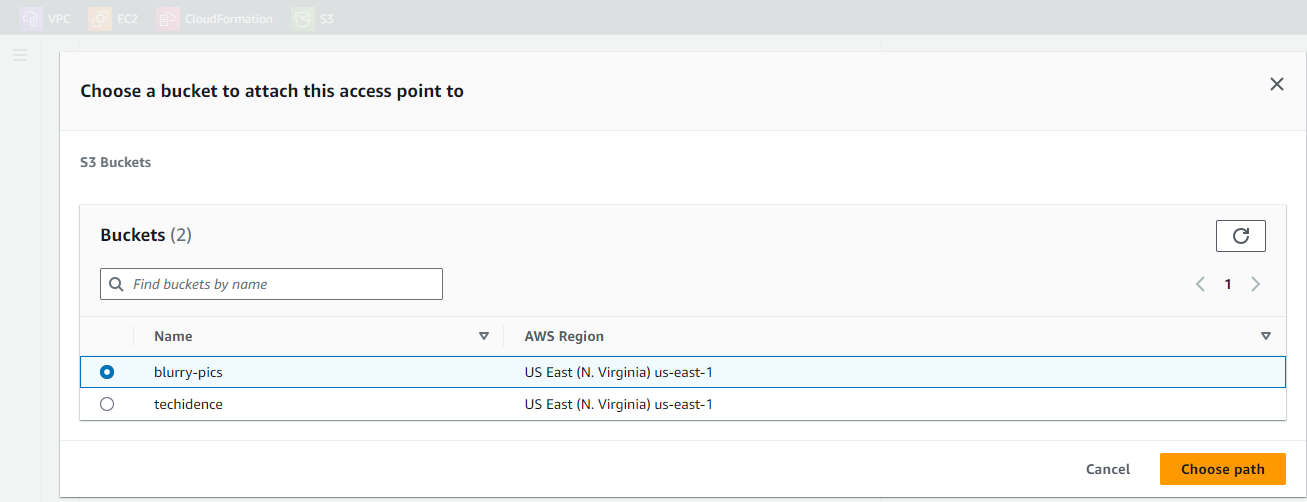 VPC EC2 CloudFormation S3
Choose a bucket to attach this access point to
S3 Buckets
Buckets (2)
Find buckets by name
1
Name AWS Region
blurry-pics US East (N. Virginia) us-east-1
techidence US East (N. Virginia) us-east-1
Cancel Choose path